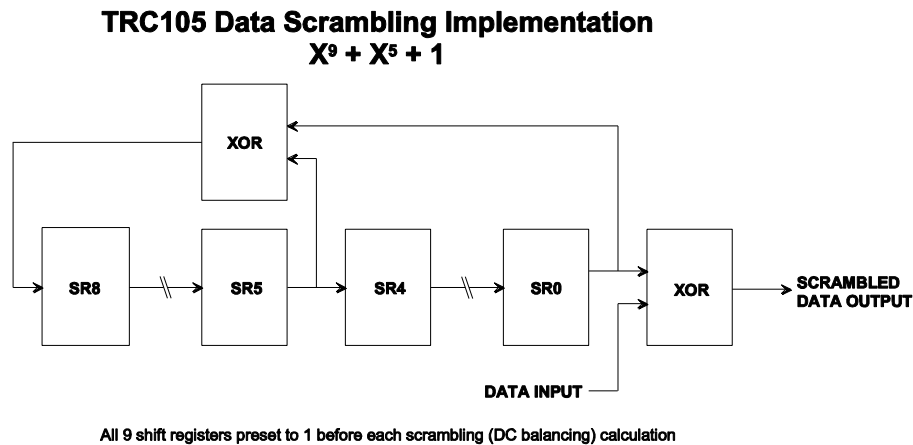 TRC105 Data Scrambling Implementation
X⁹ + X⁵ + 1
XOR
SR8
SR5
SR4
SR0
XOR
SCRAMBLED
DATA OUTPUT
DATA INPUT
All 9 shift registers preset to 1 before each scrambling (DC balancing) calculation